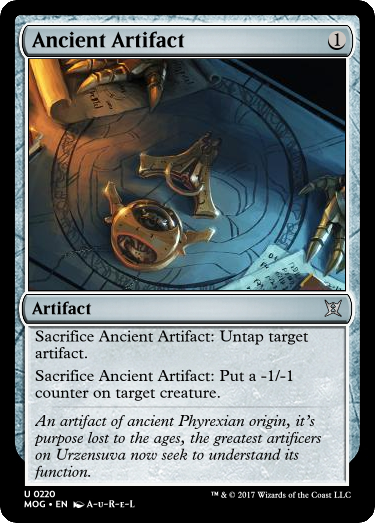 Ancient Artifact 1
Artifact
Sacrifice Ancient Artifact: Untap target
artifact.
Sacrifice Ancient Artifact: Put a -1/-1
counter on target creature.
An artifact of ancient Phyrexian origin, it's
purpose lost to the ages, the greatest artificers
on Urzensuva now seek to understand its
function.
U 0220
MOG • EN A-u-R-e-L
™ & © 2017 Wizards of the Coast LLC